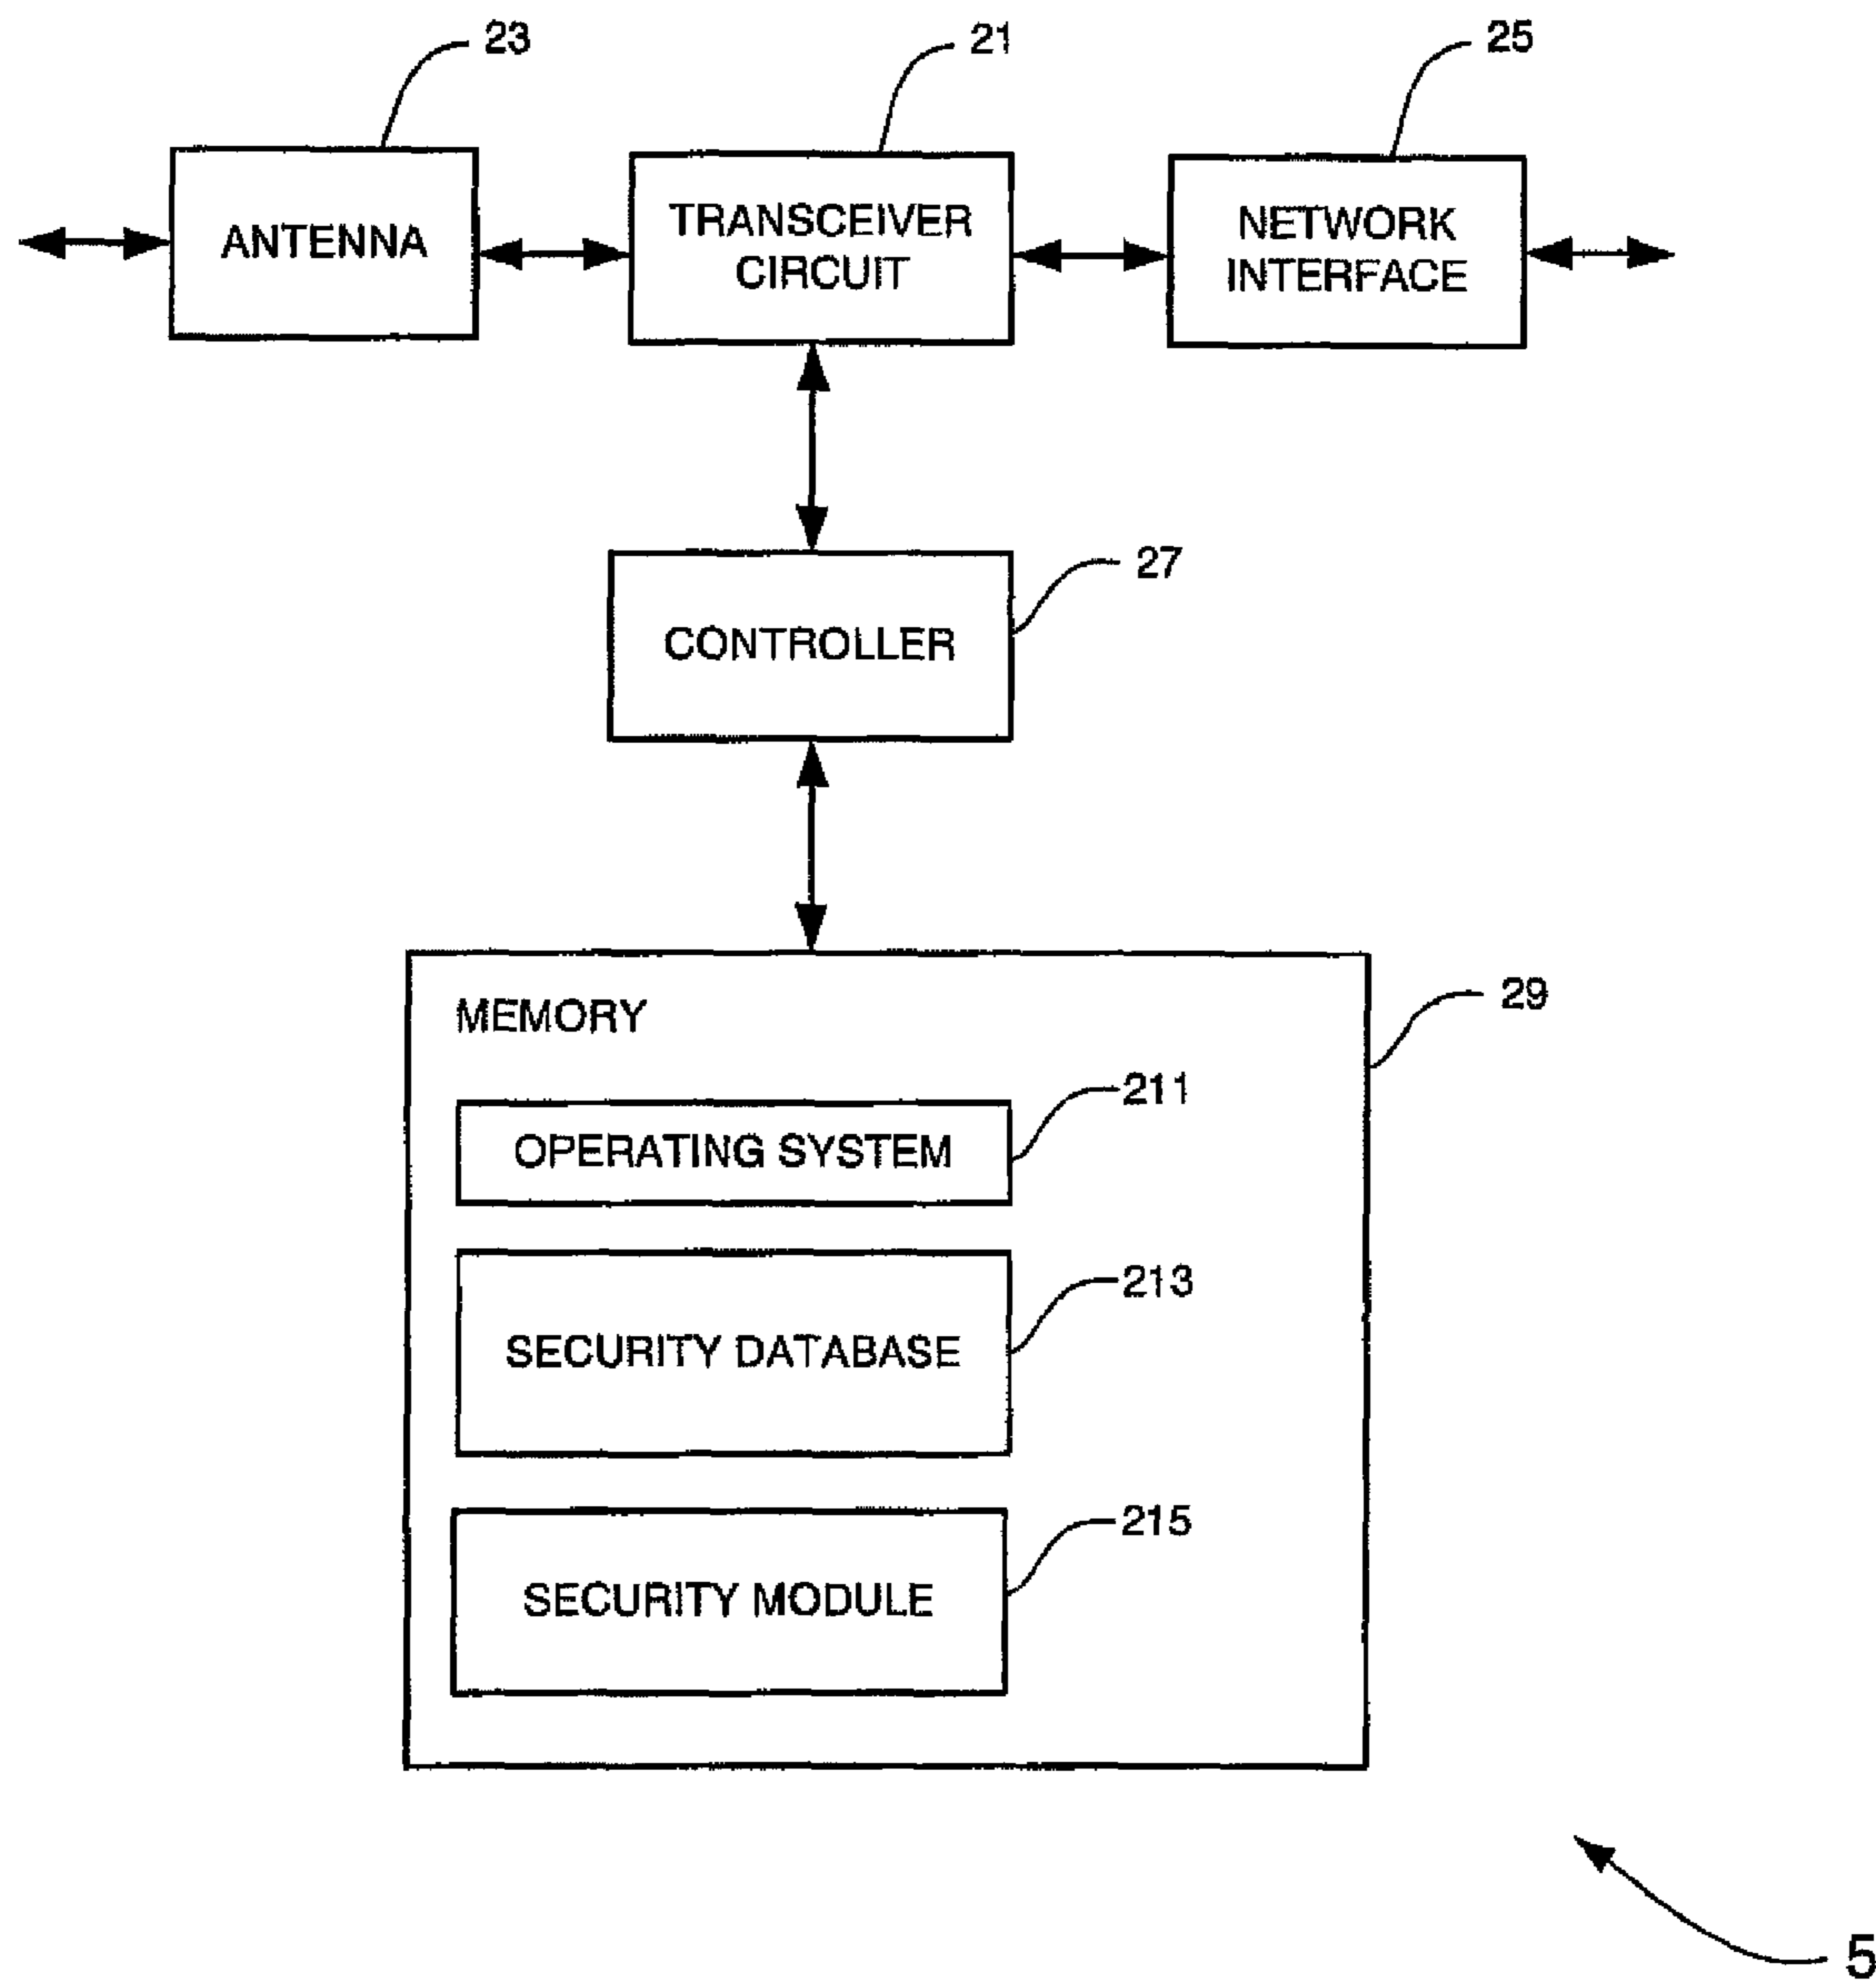 23
21
25
ANTENNA
TRANSCEIVER
CIRCUIT
NETWORK
INTERFACE
27
CONTROLLER
29
MEMORY
211
OPERATING SYSTEM
213
SECURITY DATABASE
215
SECURITY MODULE
5